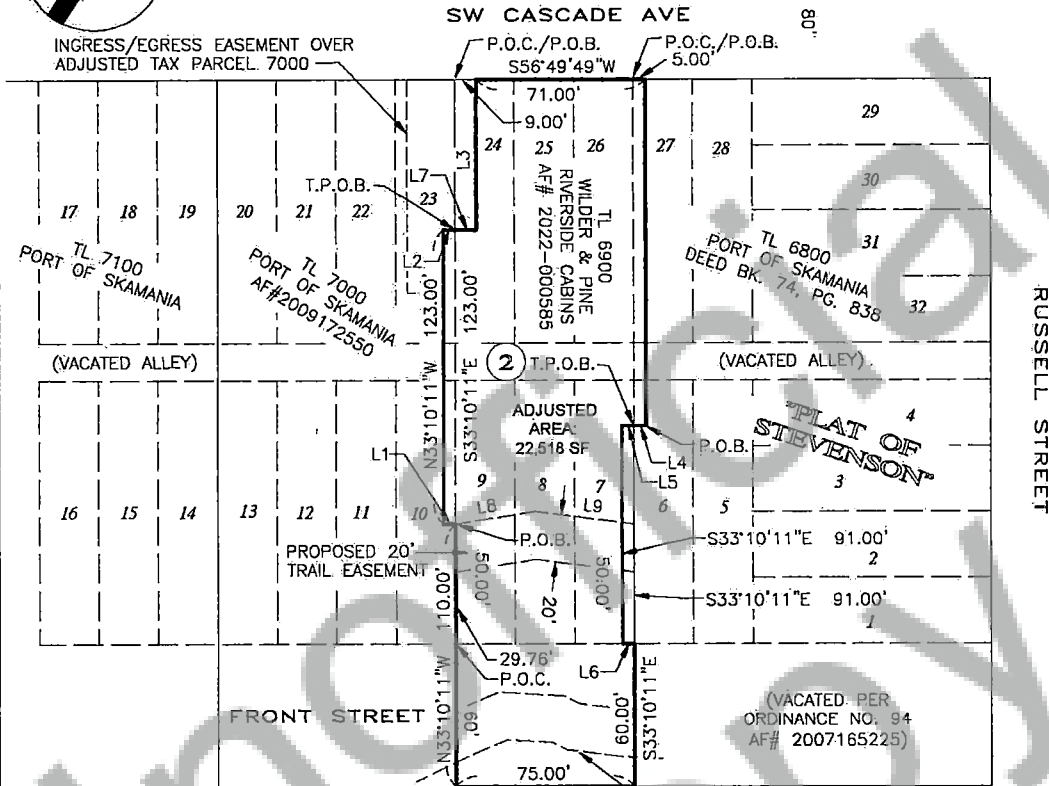 SW CASCADE AVE
80'
INGRESS/EGRESS EASEMENT OVER
ADJUSTED TAX PARCEL 7000
P.O.C./P.O.B.
S56°49'49"W
P.O.C./P.O.B.
5.00'
71.00'
9.00'
L3
24
25
26
27
28
29
30
31
32
T.P.O.B.
L7
23
L2
17
18
19
20
21
22
TL 7100
PORT OF SKAMANIA
TL 7000
PORT OF SKAMANIA
AF#2009172550
TL 6900
WILDER & PINE
RIVERSIDE CABINS
AF# 2022-000585
TL 6800
PORT OF SKAMANIA
DEED BK. 74, PG. 838
RUSSELL STREET
N33°10'11"W 123.00'
S33°10'11"E 123.00'
(VACATED ALLEY)
2
T.P.O.B.
(VACATED ALLEY)
ADJUSTED
AREA:
22,518 SF
P.O.B.
L4
L5
"PLAT OF
STEVENSON"
L1
16
15
14
13
12
11
10
9
8
7
6
5
4
3
2
1
L8
L9
P.O.B.
S33°10'11"E 91.00'
S33°10'11"E 91.00'
PROPOSED 20'
TRAIL EASEMENT
50.00'
50.00'
20'
110.00'
29.76'
P.O.C.
L6
FRONT STREET
N33°10'11"W
60'
60.00'
S33°10'11"E
(VACATED PER
ORDINANCE NO. 94
AF# 2007165225)
75.00'